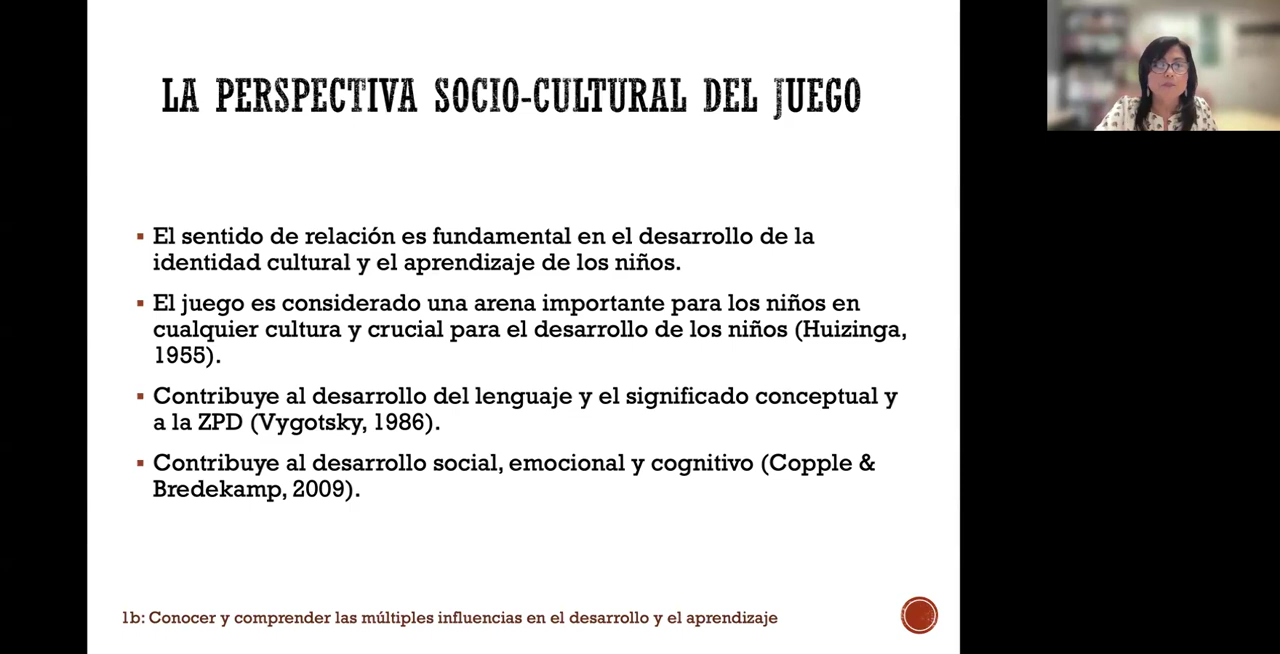 LA PERSPECTIVA SOCIO-CULTURAL DEL JUEGO
▪ El sentido de relación es fundamental en el desarrollo de la
identidad cultural y el aprendizaje de los niños.
▪ El juego es considerado una arena importante para los niños en
cualquier cultura y crucial para el desarrollo de los niños (Huizinga,
1955).
▪ Contribuye al desarrollo del lenguaje y el significado conceptual y
a la ZPD (Vygotsky, 1986).
▪ Contribuye al desarrollo social, emocional y cognitivo (Copple &
Bredekamp, 2009).
1b: Conocer y comprender las múltiples influencias en el desarrollo y el aprendizaje